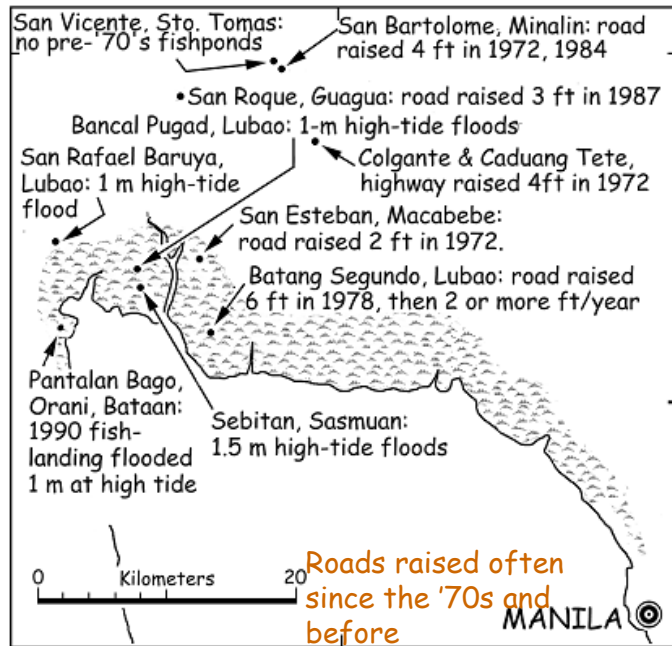 San Vicente, Sto. Tomas:
no pre-'70's fishponds
San Bartolome, Minalin: road
raised 4 ft in 1972, 1984
San Roque, Guagua: road raised 3 ft in 1987
Bancal Pugad, Lubao: 1-m high-tide floods
San Rafael Baruya,
Lubao: 1 m high-tide
flood
Colgante & Caduang Tete,
highway raised 4ft in 1972
San Esteban, Macabebe:
road raised 2 ft in 1972.
Batang Segundo, Lubao: road raised
6 ft in 1978, then 2 or more ft/year
Pantalan Bago,
Orani, Bataan:
1990 fish-
landing flooded
1 m at high tide
Sebitan, Sasmuan:
1.5 m high-tide floods
0 Kilometers 20
Roads raised often
since the '70s and
before
MANILA